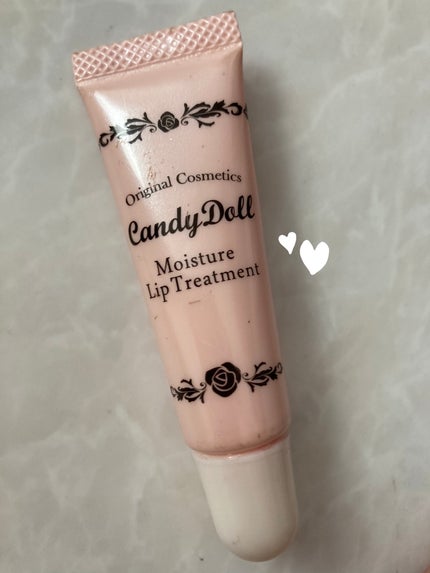 Original Cosmetics
CandyDoll
Moisture
Lip Treatment